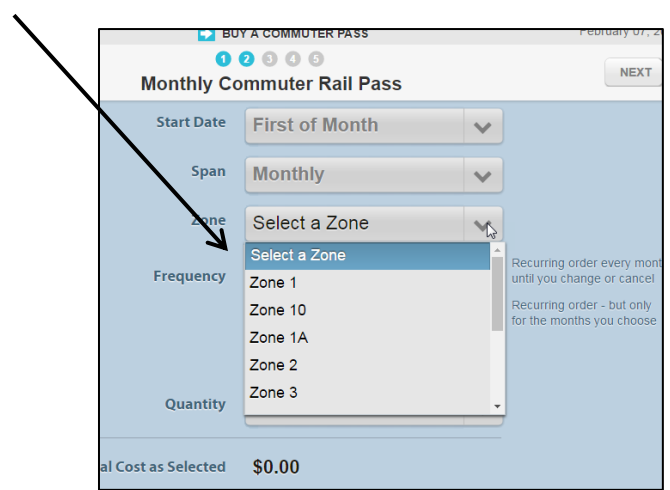 BUY A COMMUTER PASS
February 07, 2
1 2 3 4 5
Monthly Commuter Rail Pass
NEXT
Start Date First of Month
Span Monthly
Zone Select a Zone
Select a Zone
Zone 1
Zone 10
Zone 1A
Zone 2
Zone 3
Frequency
Recurring order every mont
until you change or cancel
Recurring order - but only
for the months you choose
Quantity
al Cost as Selected $0.00